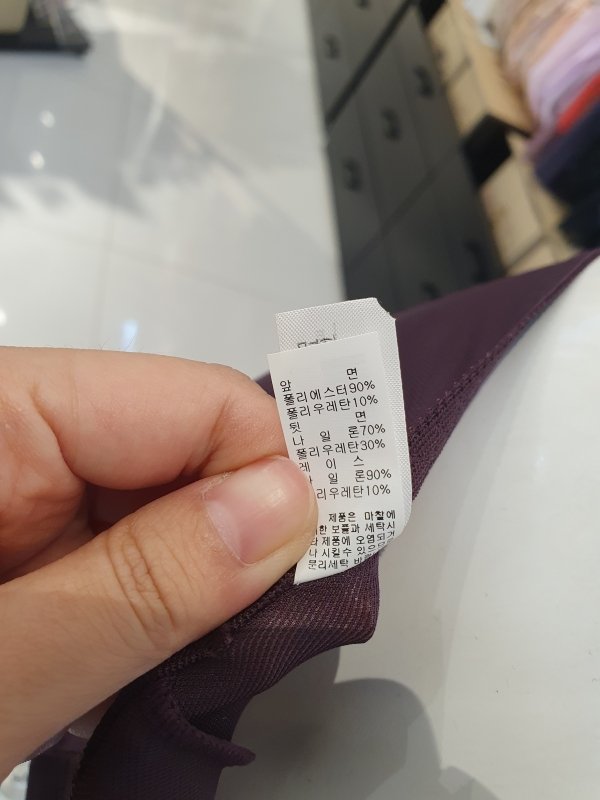 앞 면
폴리에스터90%
폴리우레탄10%
뒷 면
나 일 론70%
폴리우레탄30%
레 이 스
일 론90%
리우레탄10%
제품은 마찰에
한 보풀과 세탁시
제품에 오염되거
나 시킬수 있으므
분리세탁